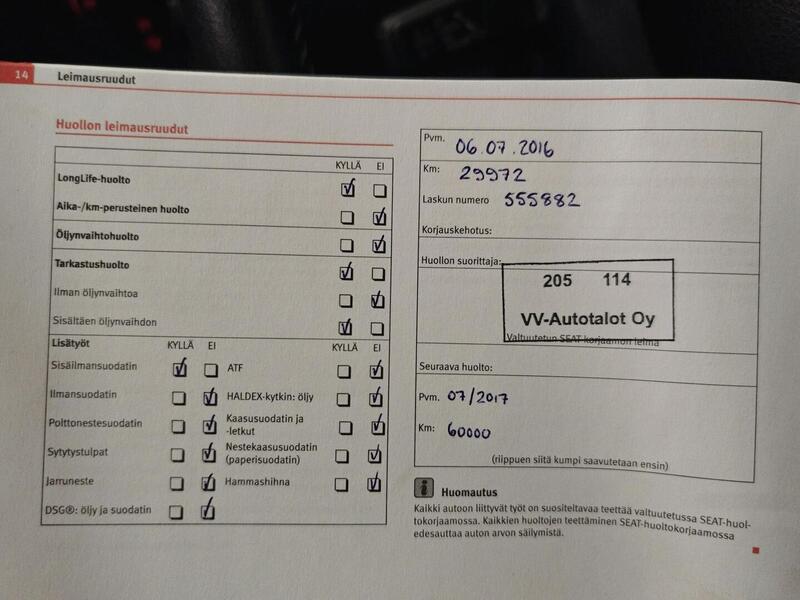 14 Leimausruudut
Huollon leimausruudut
KYLLÄ EI
LongLife-huolto
Aika-/km-perusteinen huolto
Öljynvaihtohuolto
Tarkastushuolto
Ilman öljynvaihtoa
Sisältäen öljynvaihdon
Lisätyöt KYLLÄ EI KYLLÄ EI
Sisäilmansuodatin ATF
Ilmansuodatin HALDEX-kytkin: öljy
Polttonestesuodatin Kaasusuodatin ja
-letkut
Sytytystulpat Nestekaasusuodatin
(paperisuodatin)
Jarruneste Hammashihna
DSG®: öljy ja suodatin
Pvm. 06.07.2016
Km: 29972
Laskun numero 555882
Korjauskehotus:
Huollon suorittaja:
205 114
VV-Autotalot Oy
Valtuutetun SEAT-korjaamon leima
Seuraava huolto:
Pvm. 07/2017
Km: 60000
(riippuen siitä kumpi saavutetaan ensin)
i Huomautus
Kaikki autoon liittyvät työt on suositeltavaa teettää valtuutetussa SEAT-huol-
tokorjaamossa. Kaikkien huoltojen teettäminen SEAT-huoltokorjaamossa
edesauttaa auton arvon säilymistä.